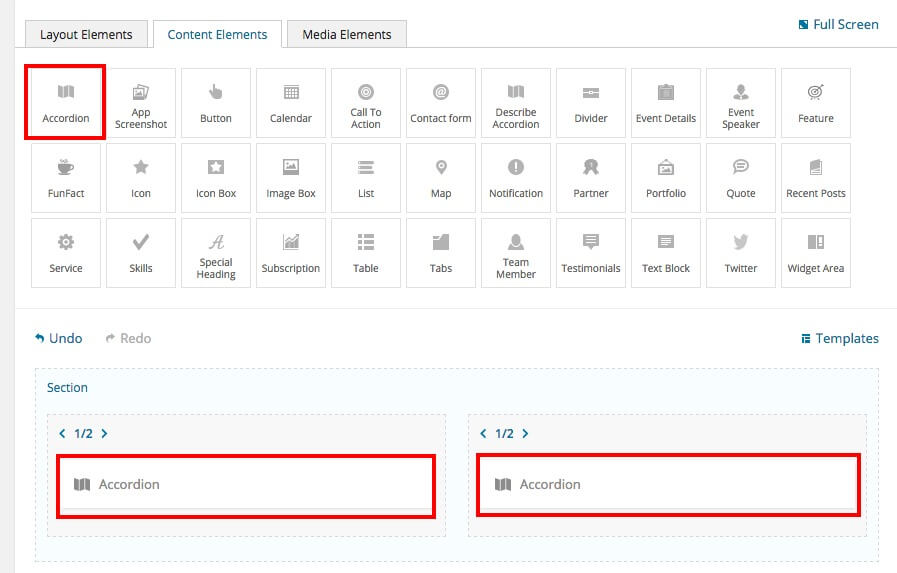 Layout Elements
Content Elements
Media Elements
Full Screen
Accordion
App
Screenshot
Button
Calendar
Call To
Action
Contact form
Describe
Accordion
Divider
Event Details
Event
Speaker
Feature
FunFact
Icon
Icon Box
Image Box
List
Map
Notification
Partner
Portfolio
Quote
Recent Posts
Service
Skills
Special
Heading
Subscription
Table
Tabs
Team
Member
Testimonials
Text Block
Twitter
Widget Area
Undo
Redo
Templates
Section
1/2
Accordion
1/2
Accordion